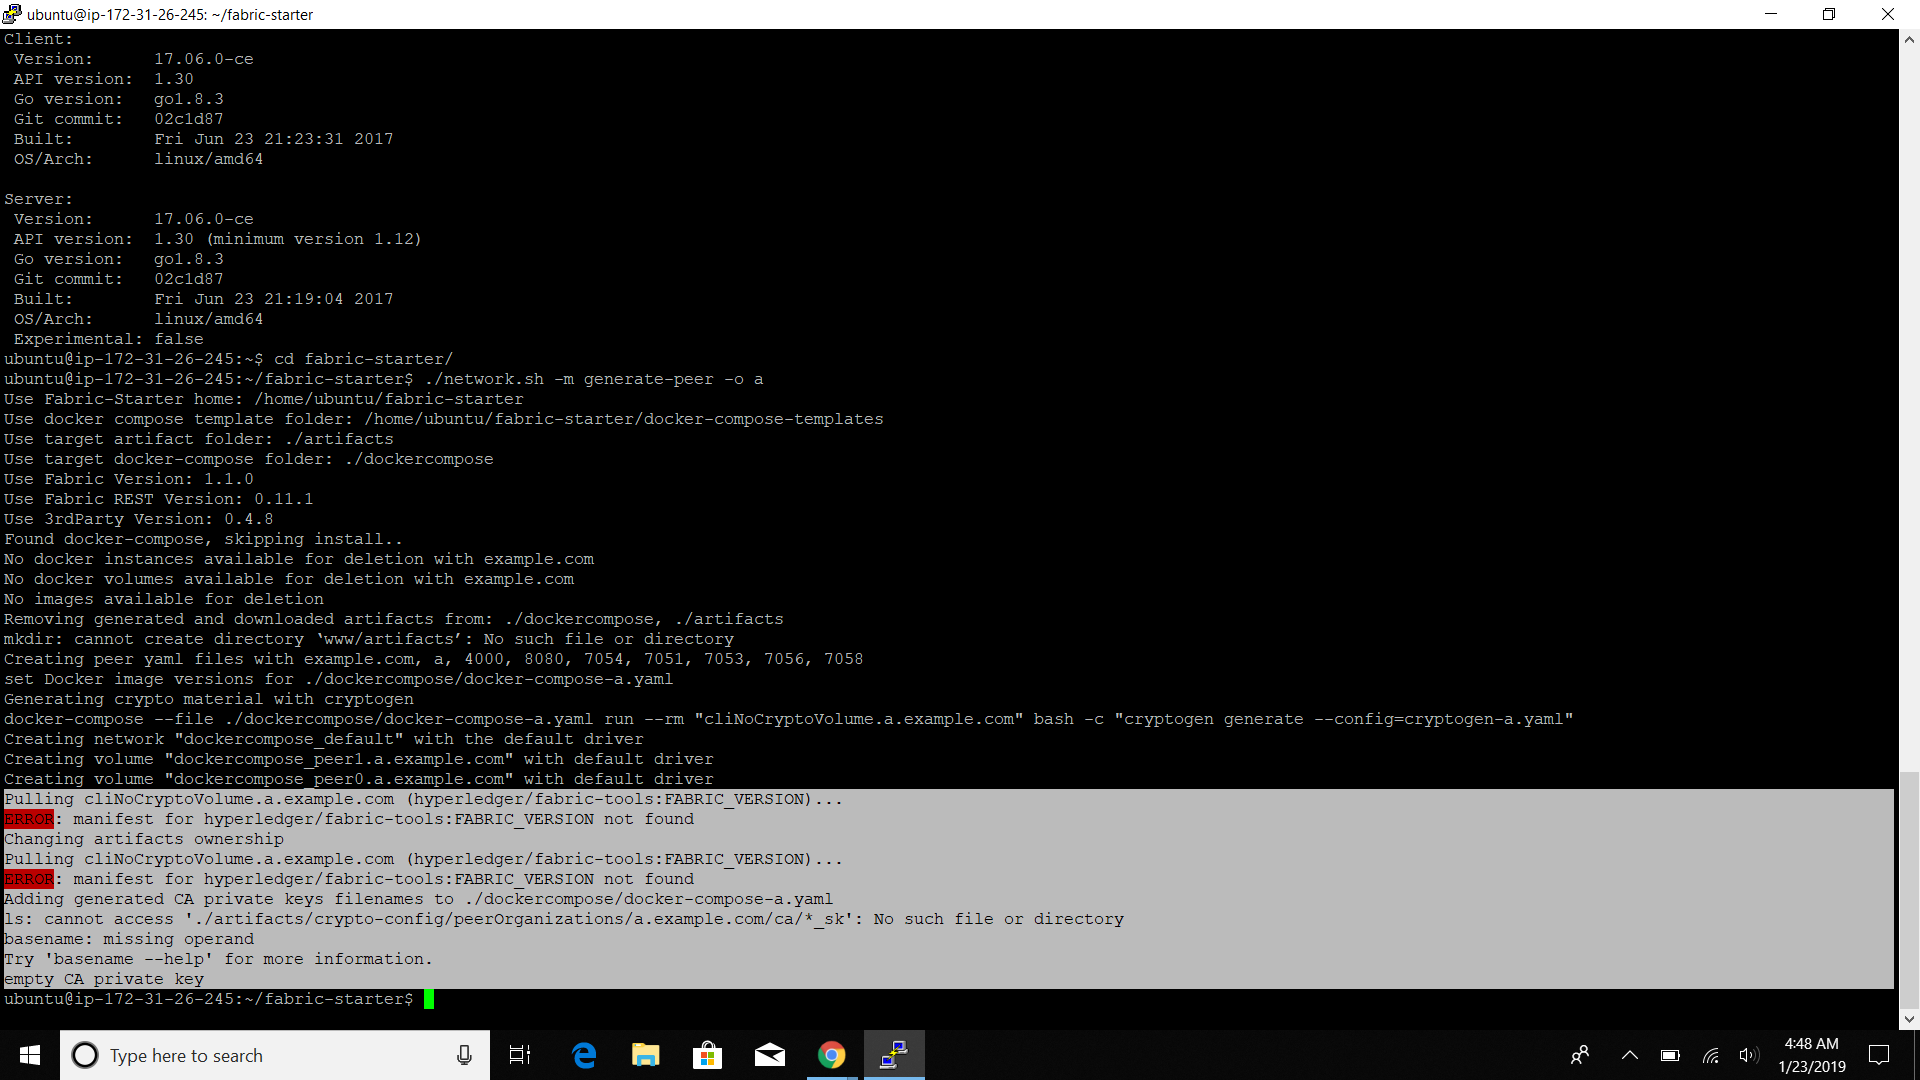 ubuntu@ip-172-31-26-245: ~/fabric-starter
Client:
 Version:      17.06.0-ce
 API version:  1.30
 Go version:   go1.8.3
 Git commit:   02c1d87
 Built:        Fri Jun 23 21:23:31 2017
 OS/Arch:      linux/amd64

Server:
 Version:      17.06.0-ce
 API version:  1.30 (minimum version 1.12)
 Go version:   go1.8.3
 Git commit:   02c1d87
 Built:        Fri Jun 23 21:19:04 2017
 OS/Arch:      linux/amd64
 Experimental: false
ubuntu@ip-172-31-26-245:~$ cd fabric-starter/
ubuntu@ip-172-31-26-245:~/fabric-starter$ ./network.sh -m generate-peer -o a
Use Fabric-Starter home: /home/ubuntu/fabric-starter
Use docker compose template folder: /home/ubuntu/fabric-starter/docker-compose-templates
Use target artifact folder: ./artifacts
Use target docker-compose folder: ./dockercompose
Use Fabric Version: 1.1.0
Use Fabric REST Version: 0.11.1
Use 3rdParty Version: 0.4.8
Found docker-compose, skipping install..
No docker instances available for deletion with example.com
No docker volumes available for deletion with example.com
No images available for deletion
Removing generated and downloaded artifacts from: ./dockercompose, ./artifacts
mkdir: cannot create directory ‘www/artifacts’: No such file or directory
Creating peer yaml files with example.com, a, 4000, 8080, 7054, 7051, 7053, 7056, 7058
set Docker image versions for ./dockercompose/docker-compose-a.yaml
Generating crypto material with cryptogen
docker-compose --file ./dockercompose/docker-compose-a.yaml run --rm "cliNoCryptoVolume.a.example.com" bash -c "cryptogen generate --config=cryptogen-a.yaml"
Creating network "dockercompose_default" with the default driver
Creating volume "dockercompose_peer1.a.example.com" with default driver
Creating volume "dockercompose_peer0.a.example.com" with default driver
Pulling cliNoCryptoVolume.a.example.com (hyperledger/fabric-tools:FABRIC_VERSION)...
ERROR: manifest for hyperledger/fabric-tools:FABRIC_VERSION not found
Changing artifacts ownership
Pulling cliNoCryptoVolume.a.example.com (hyperledger/fabric-tools:FABRIC_VERSION)...
ERROR: manifest for hyperledger/fabric-tools:FABRIC_VERSION not found
Adding generated CA private keys filenames to ./dockercompose/docker-compose-a.yaml
ls: cannot access './artifacts/crypto-config/peerOrganizations/a.example.com/ca/*_sk': No such file or directory
basename: missing operand
Try 'basename --help' for more information.
empty CA private key
ubuntu@ip-172-31-26-245:~/fabric-starter$
Type here to search
4:48 AM
1/23/2019